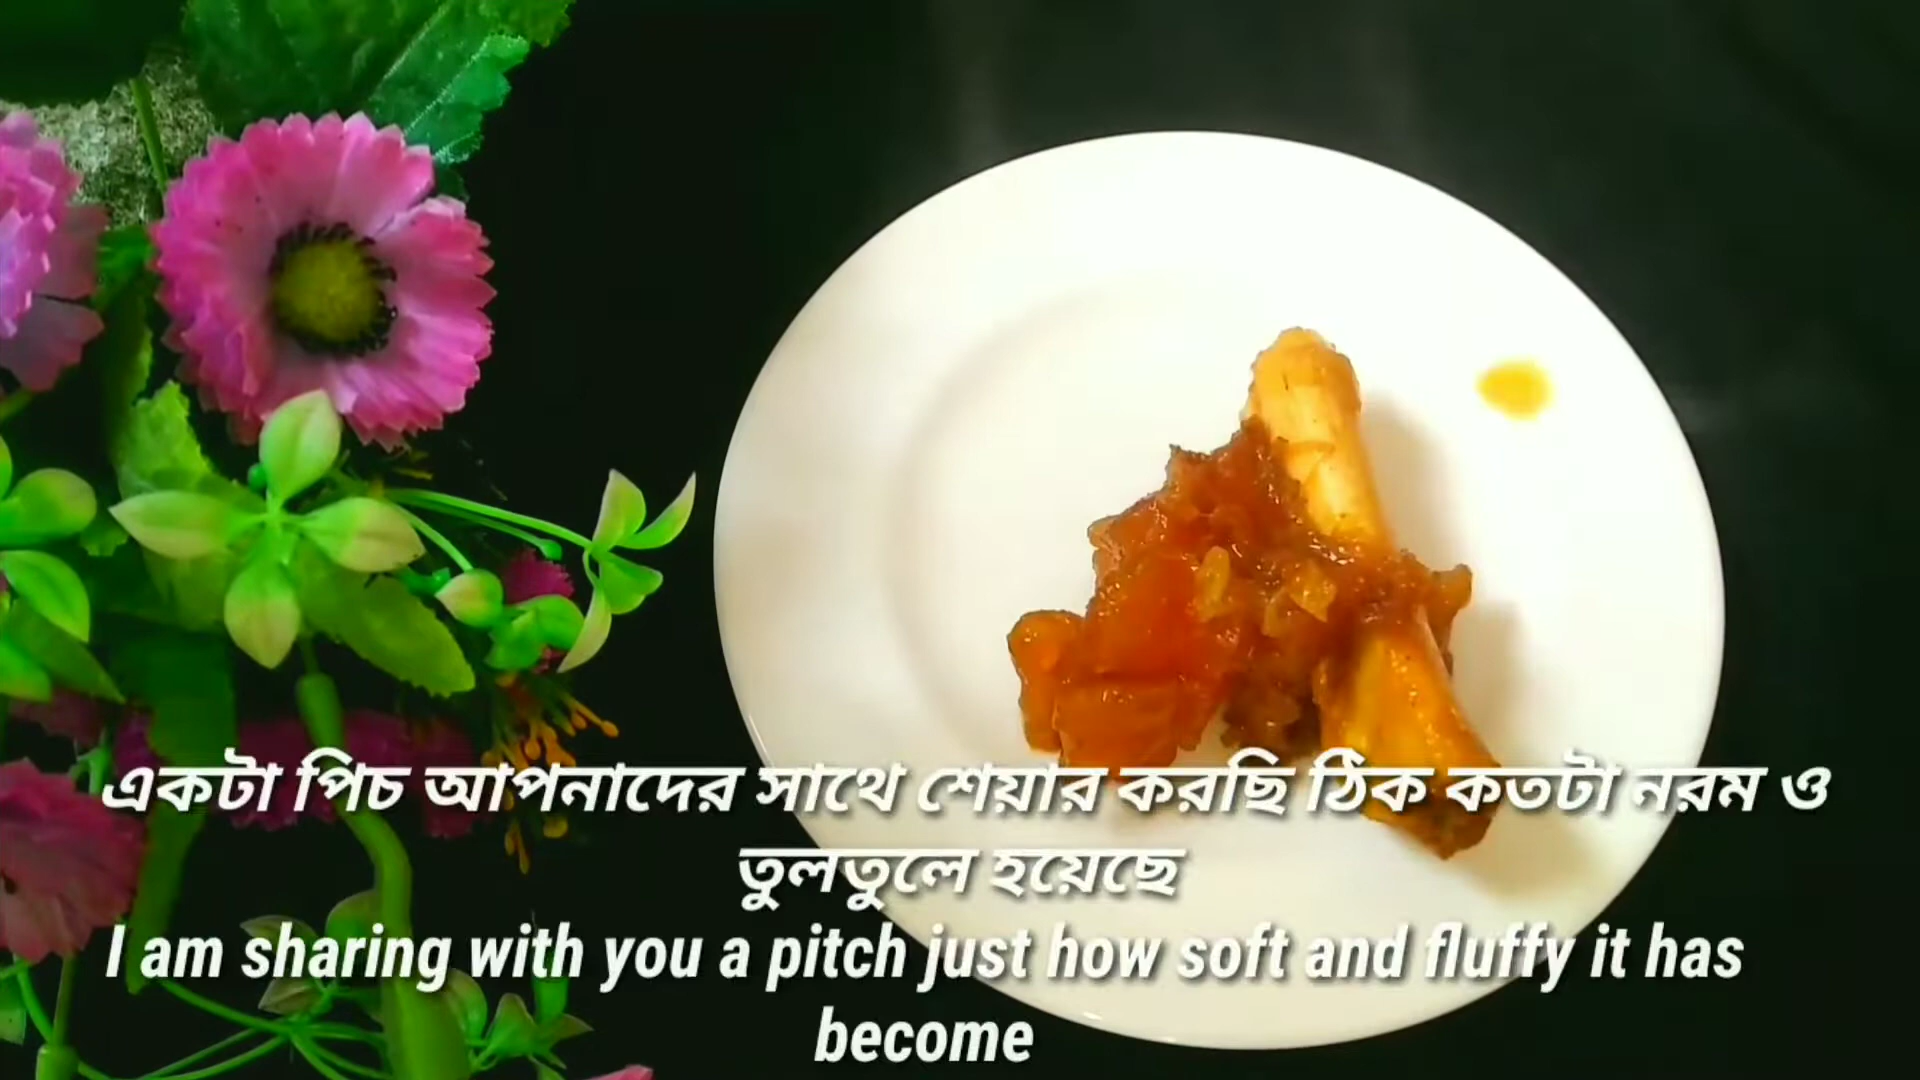 একটা পিচ আপনাদের সাথে শেয়ার করছি ঠিক কতটা নরম ও
তুলতুলে হয়েছে
I am sharing with you a pitch just how soft and fluffy it has
become